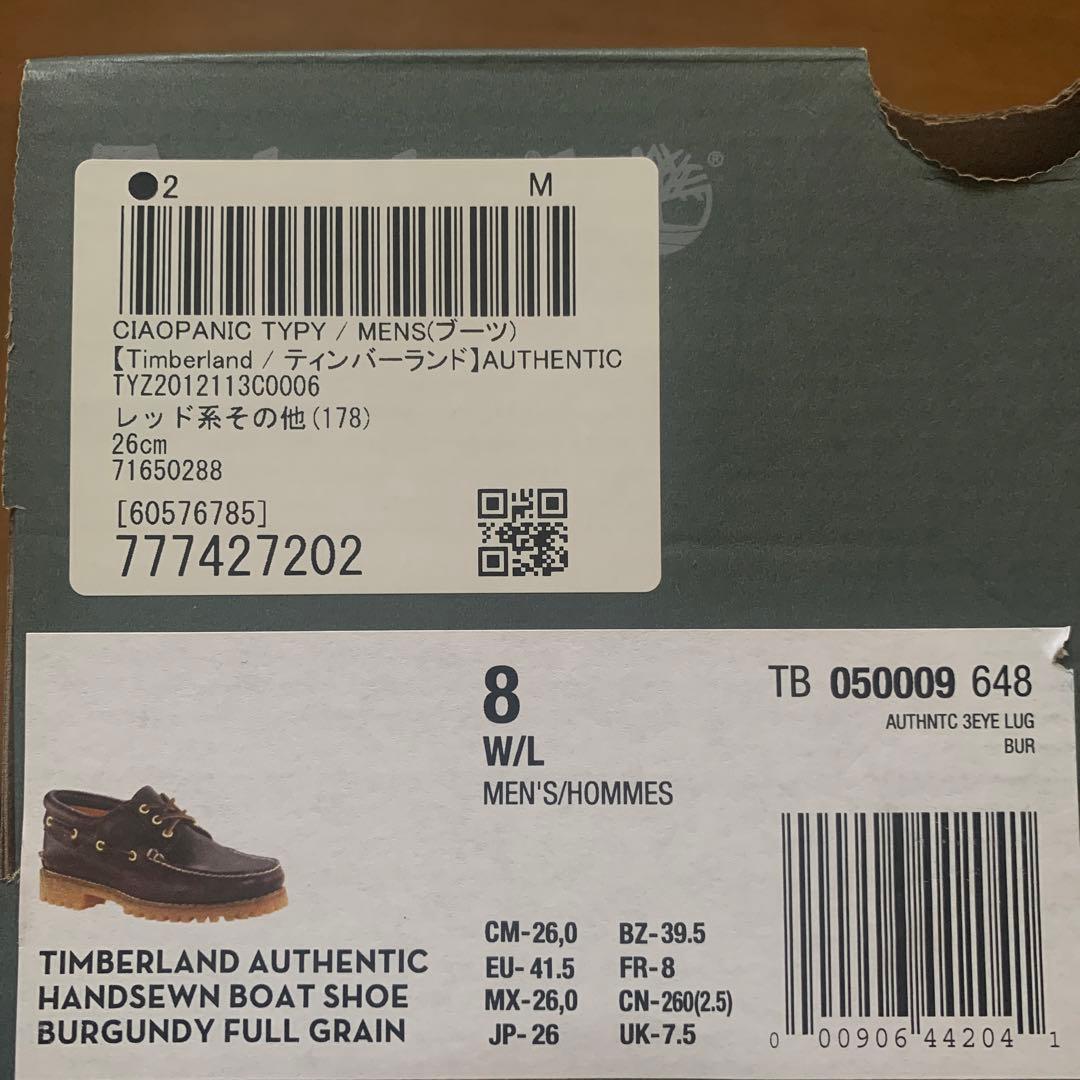 ●2 M
CIAOPANIC TYPY / MENS(ブーツ)
【Timberland / ティンバーランド】AUTHENTIC
TYZ2012113C0006
レッド系その他(178)
26cm
71650288
[60576785]
777427202
®
8
W/L
MEN'S/HOMMES
TB 050009 648
AUTHNTC 3EYE LUG
BUR
CM-26,0 BZ-39.5
EU-41.5 FR-8
MX-26,0 CN-260(2.5)
JP-26 UK-7.5
TIMBERLAND AUTHENTIC
HANDSEWN BOAT SHOE
BURGUNDY FULL GRAIN
0 00906 44204 1